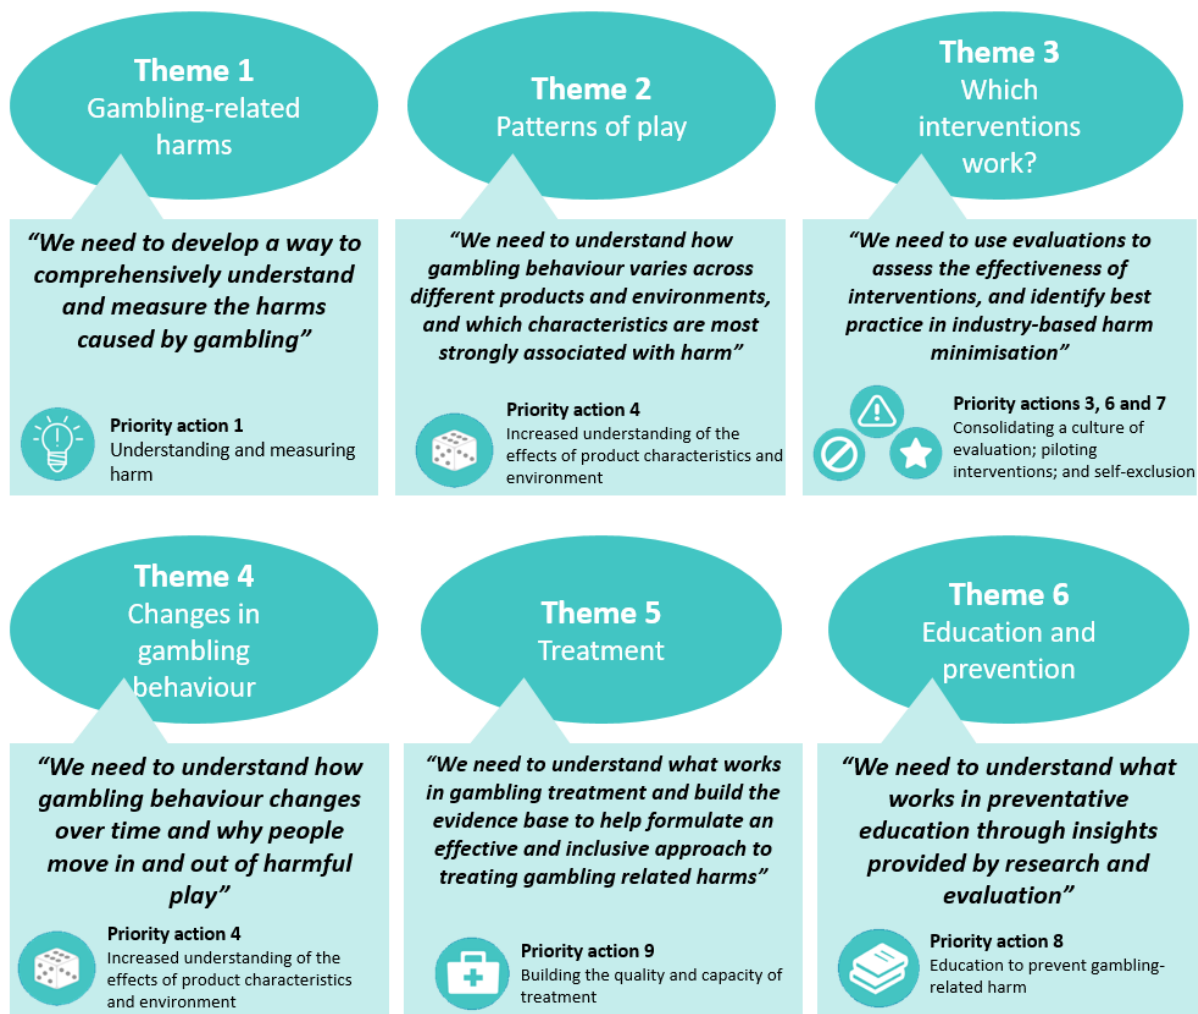 Theme 1
Gambling-related
harms
“We need to develop a way to
comprehensively understand
and measure the harms
caused by gambling”
Priority action 1
Understanding and measuring
harm
Theme 2
Patterns of play
“We need to understand how
gambling behaviour varies across
different products and environments,
and which characteristics are most
strongly associated with harm”
Priority action 4
Increased understanding of the
effects of product characteristics and
environment
Theme 3
Which
interventions
work?
“We need to use evaluations to
assess the effectiveness of
interventions, and identify best
practice in industry-based harm
minimisation”
Priority actions 3, 6 and 7
Consolidating a culture of
evaluation; piloting
interventions; and self-exclusion
Theme 4
Changes in
gambling
behaviour
“We need to understand how
gambling behaviour changes
over time and why people
move in and out of harmful
play”
Priority action 4
Increased understanding of the
effects of product characteristics
and environment
Theme 5
Treatment
“We need to understand what works
in gambling treatment and build the
evidence base to help formulate an
effective and inclusive approach to
treating gambling related harms”
Priority action 9
Building the quality and capacity of
treatment
Theme 6
Education and
prevention
“We need to understand what
works in preventative
education through insights
provided by research and
evaluation”
Priority action 8
Education to prevent gambling-
related harm